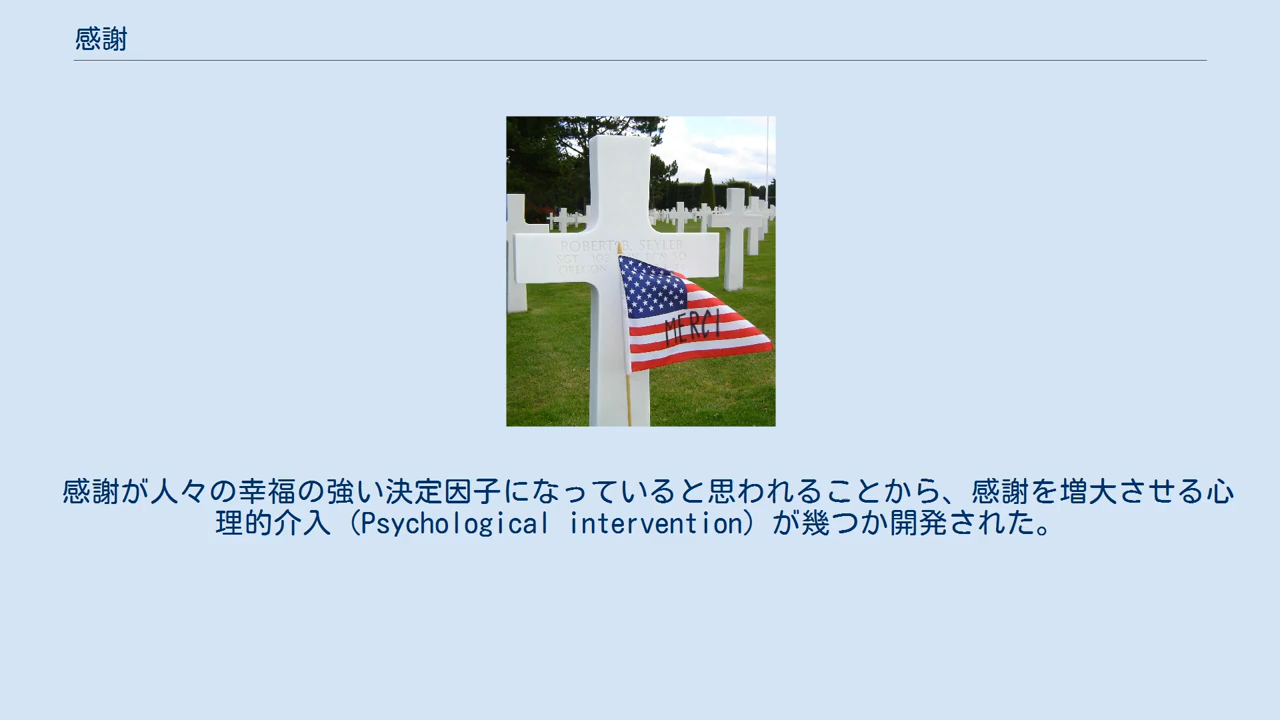 感謝
ROBERT B. SEYLER
OREGON
MERCI
感謝が人々の幸福の強い決定因子になっていると思われることから、感謝を増大させる心
理的介入（Psychological intervention）が幾つか開発された。